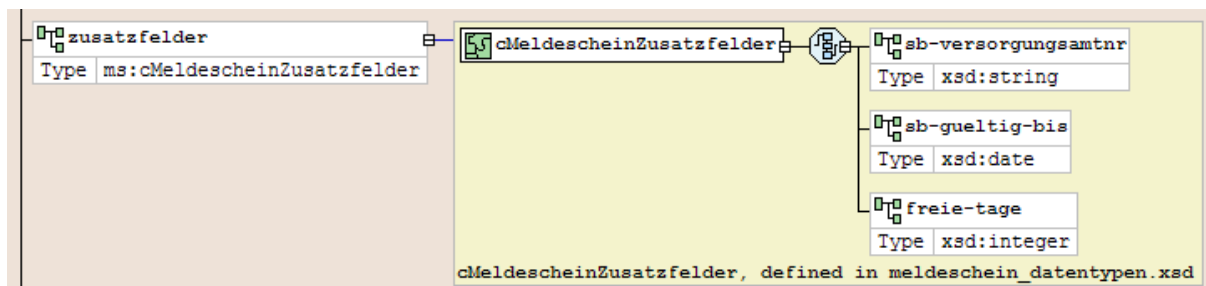 zusatzfelder
Type ms:cMeldescheinZusatzfelder
cMeldescheinZusatzfelder
sb-versorgungsamtnr
Type xsd:string
sb-gueltig-bis
Type xsd:date
freie-tage
Type xsd:integer
cMeldescheinZusatzfelder, defined in meldeschein_datentypen.xsd